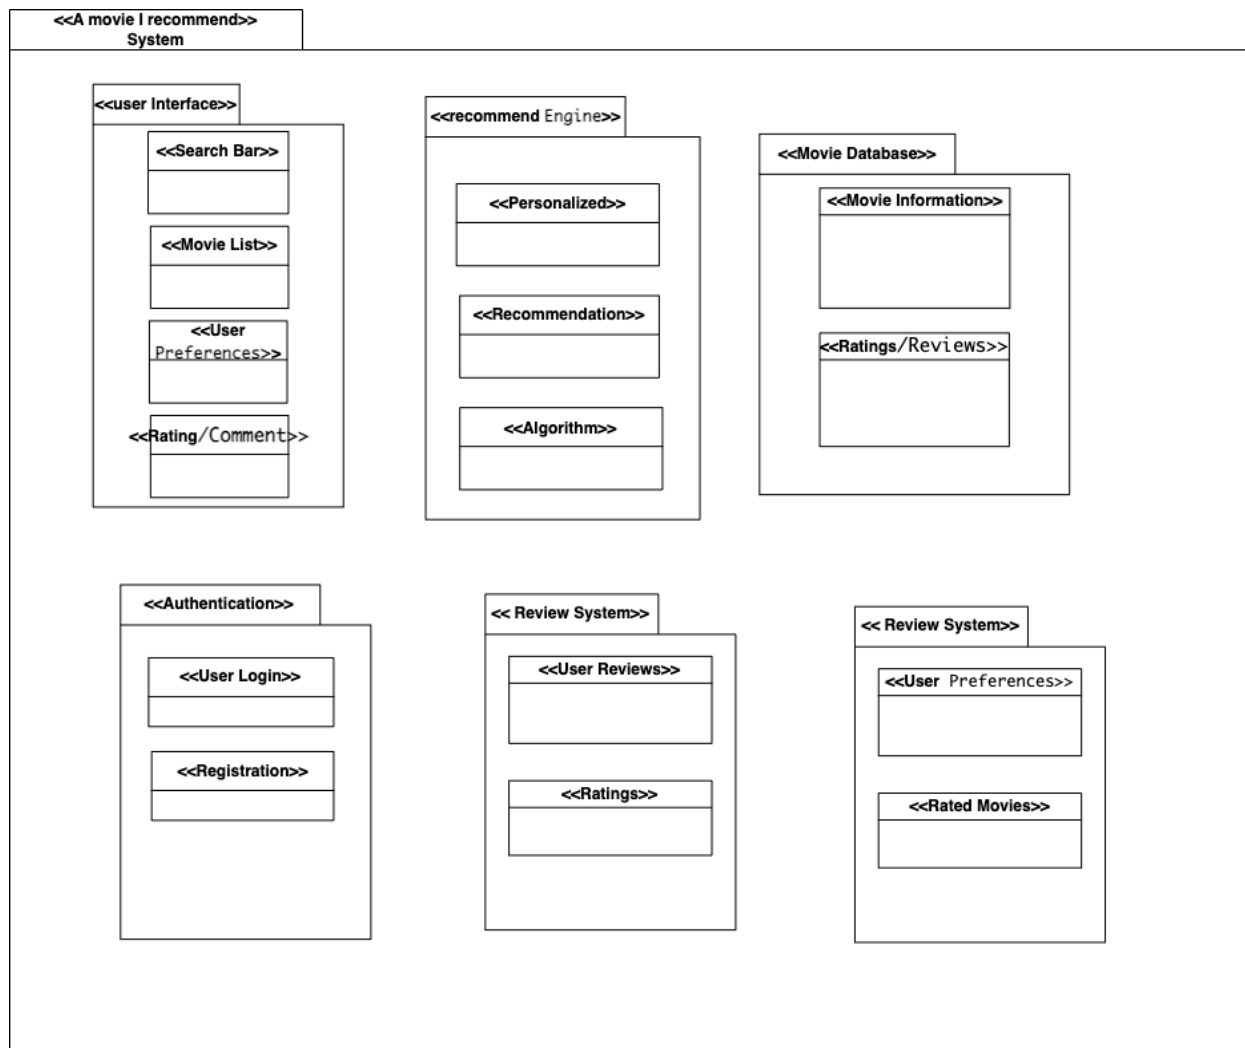 <<A movie I recommend>>
System
<<user Interface>>
<<Search Bar>>
<<Movie List>>
<<User
Preferences>>
<<Rating/Comment>>
<<recommend Engine>>
<<Personalized>>
<<Recommendation>>
<<Algorithm>>
<<Movie Database>>
<<Movie Information>>
<<Ratings/Reviews>>
<<Authentication>>
<<User Login>>
<<Registration>>
<< Review System>>
<<User Reviews>>
<<Ratings>>
<< Review System>>
<<User Preferences>>
<<Rated Movies>>